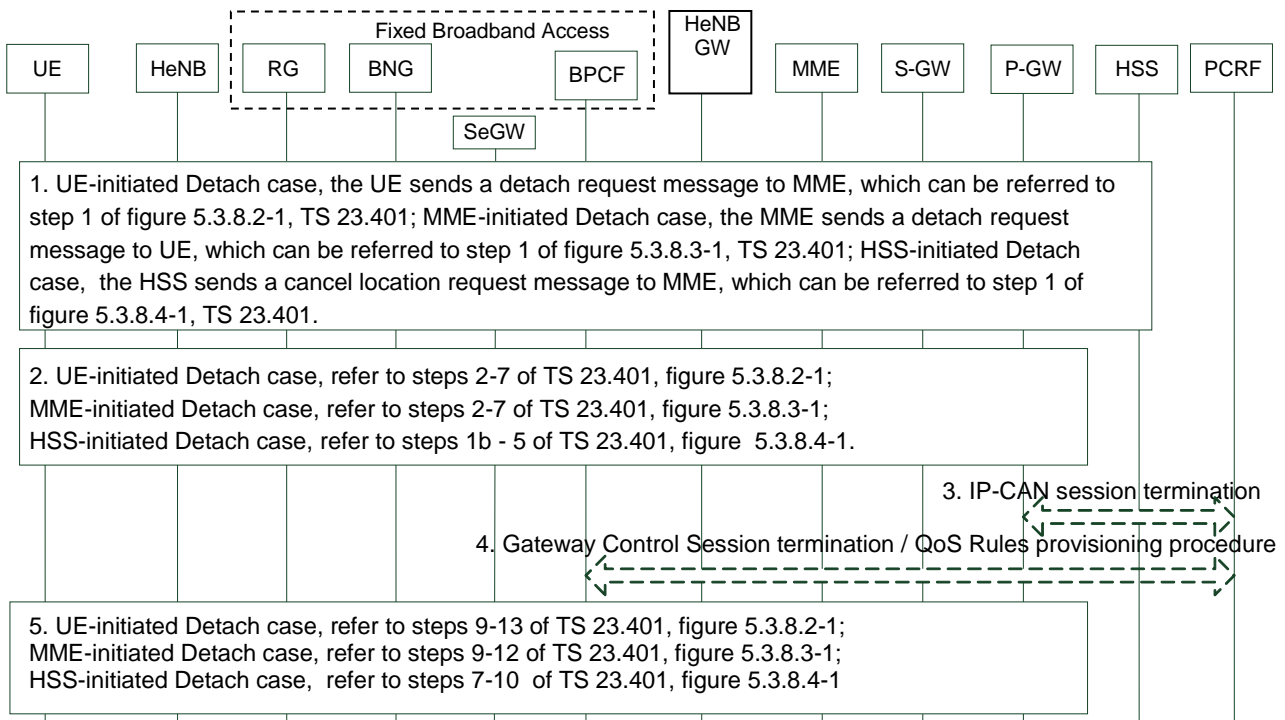 Fixed Broadband Access
HeNB
GW
UE
HeNB
RG
BNG
BPCF
MME
S-GW
P-GW
HSS
PCRF
SeGW
1. UE-initiated Detach case, the UE sends a detach request message to MME, which can be referred to
step 1 of figure 5.3.8.2-1, TS 23.401; MME-initiated Detach case, the MME sends a detach request
message to UE, which can be referred to step 1 of figure 5.3.8.3-1, TS 23.401; HSS-initiated Detach
case, the HSS sends a cancel location request message to MME, which can be referred to step 1 of
figure 5.3.8.4-1, TS 23.401.
2. UE-initiated Detach case, refer to steps 2-7 of TS 23.401, figure 5.3.8.2-1;
MME-initiated Detach case, refer to steps 2-7 of TS 23.401, figure 5.3.8.3-1;
HSS-initiated Detach case, refer to steps 1b - 5 of TS 23.401, figure 5.3.8.4-1.
3. IP-CAN session termination
4. Gateway Control Session termination / QoS Rules provisioning procedure
5. UE-initiated Detach case, refer to steps 9-13 of TS 23.401, figure 5.3.8.2-1;
MME-initiated Detach case, refer to steps 9-12 of TS 23.401, figure 5.3.8.3-1;
HSS-initiated Detach case, refer to steps 7-10 of TS 23.401, figure 5.3.8.4-1